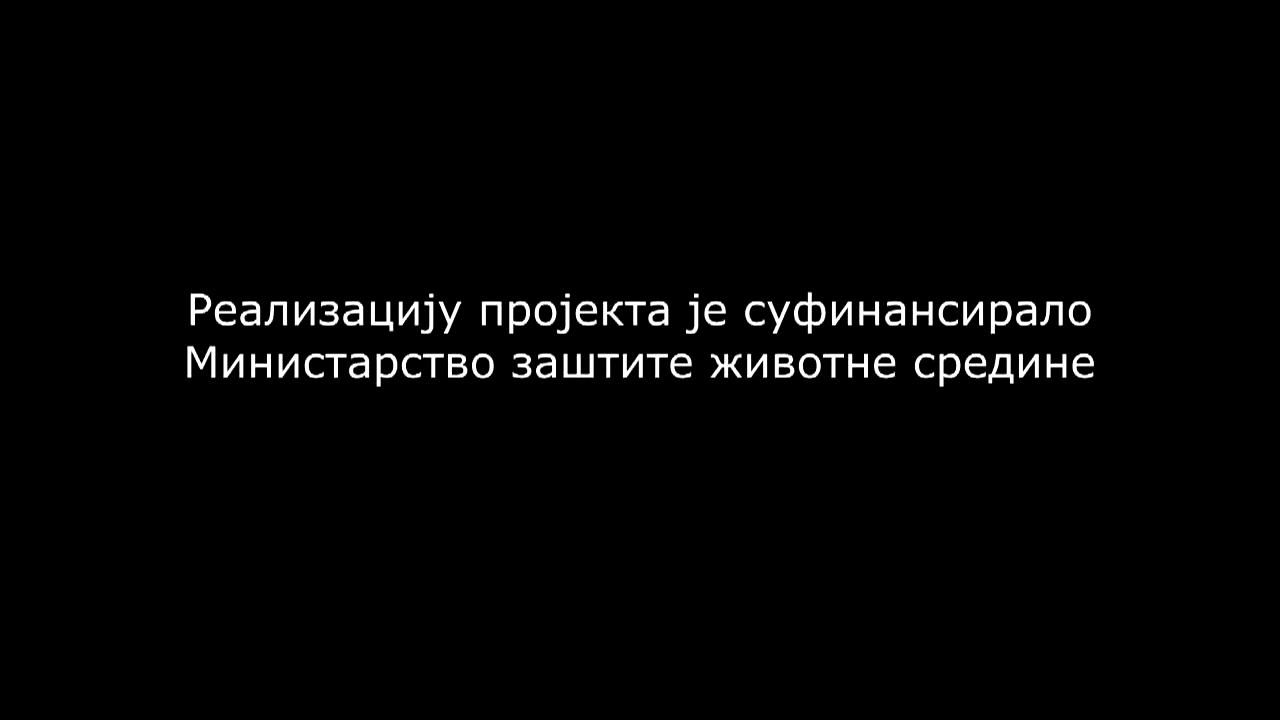 Реализацију пројекта је суфинансирало
Министарство заштите животне средине